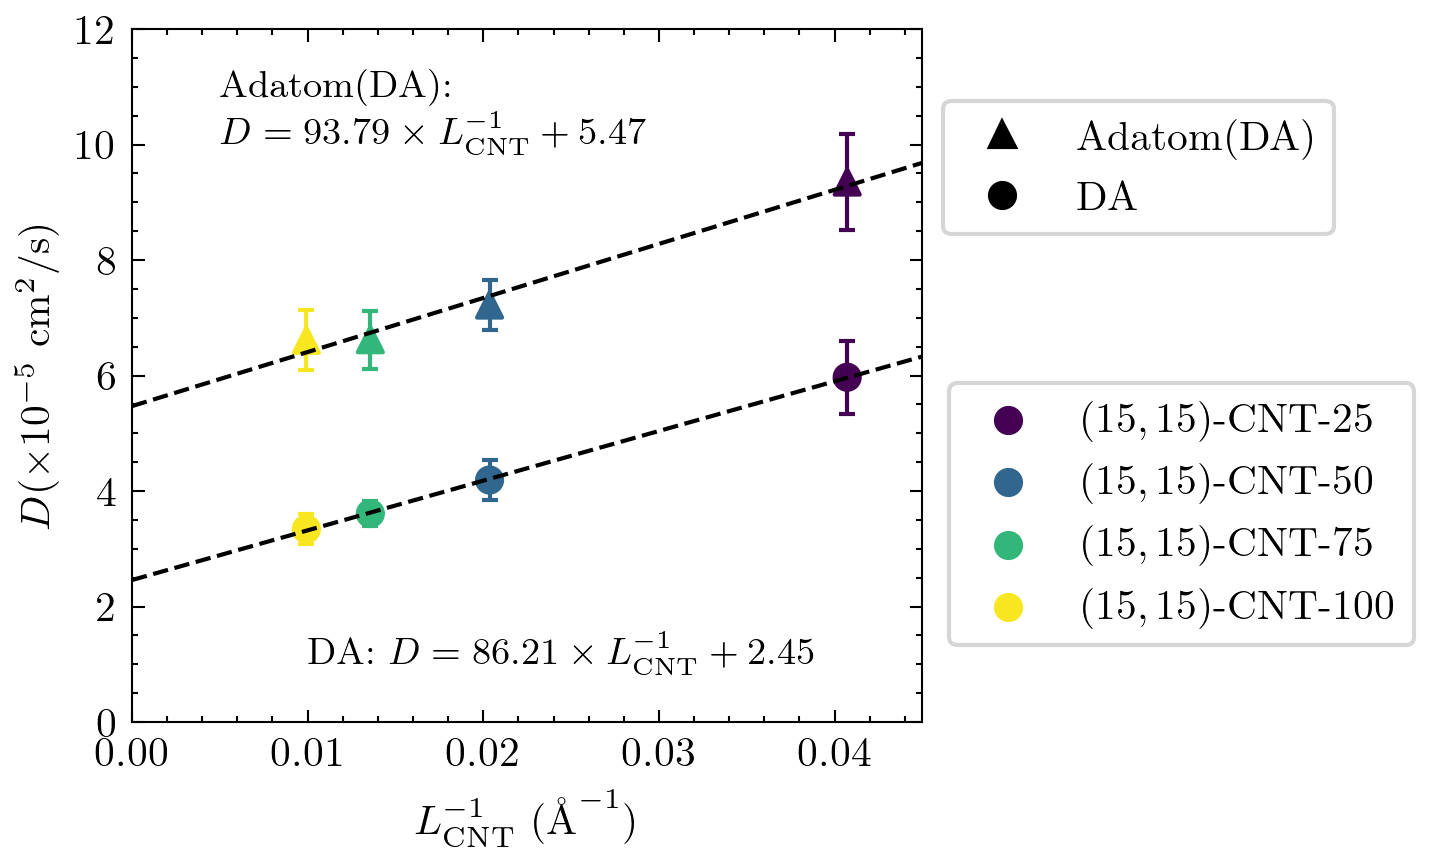 12
10
8
6
4
2
0
D(×10⁻⁵ cm²/s)
Adatom(DA):
D = 93.79 × L_CNT⁻¹ + 5.47
DA: D = 86.21 × L_CNT⁻¹ + 2.45
0.00 0.01 0.02 0.03 0.04
L_CNT⁻¹ (Å⁻¹)
Adatom(DA)
DA
(15, 15)-CNT-25
(15, 15)-CNT-50
(15, 15)-CNT-75
(15, 15)-CNT-100